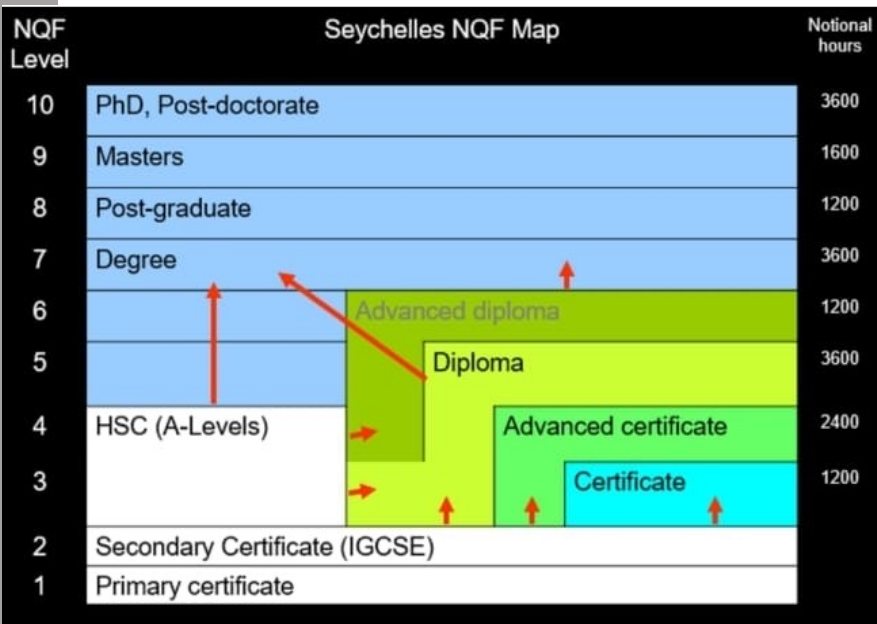 NQF Level
Seychelles NQF Map
Notional hours
10 PhD, Post-doctorate 3600
9 Masters 1600
8 Post-graduate 1200
7 Degree 3600
6 Advanced diploma 1200
5 Diploma 3600
4 HSC (A-Levels) Advanced certificate 2400
3 Certificate 1200
2 Secondary Certificate (IGCSE)
1 Primary certificate